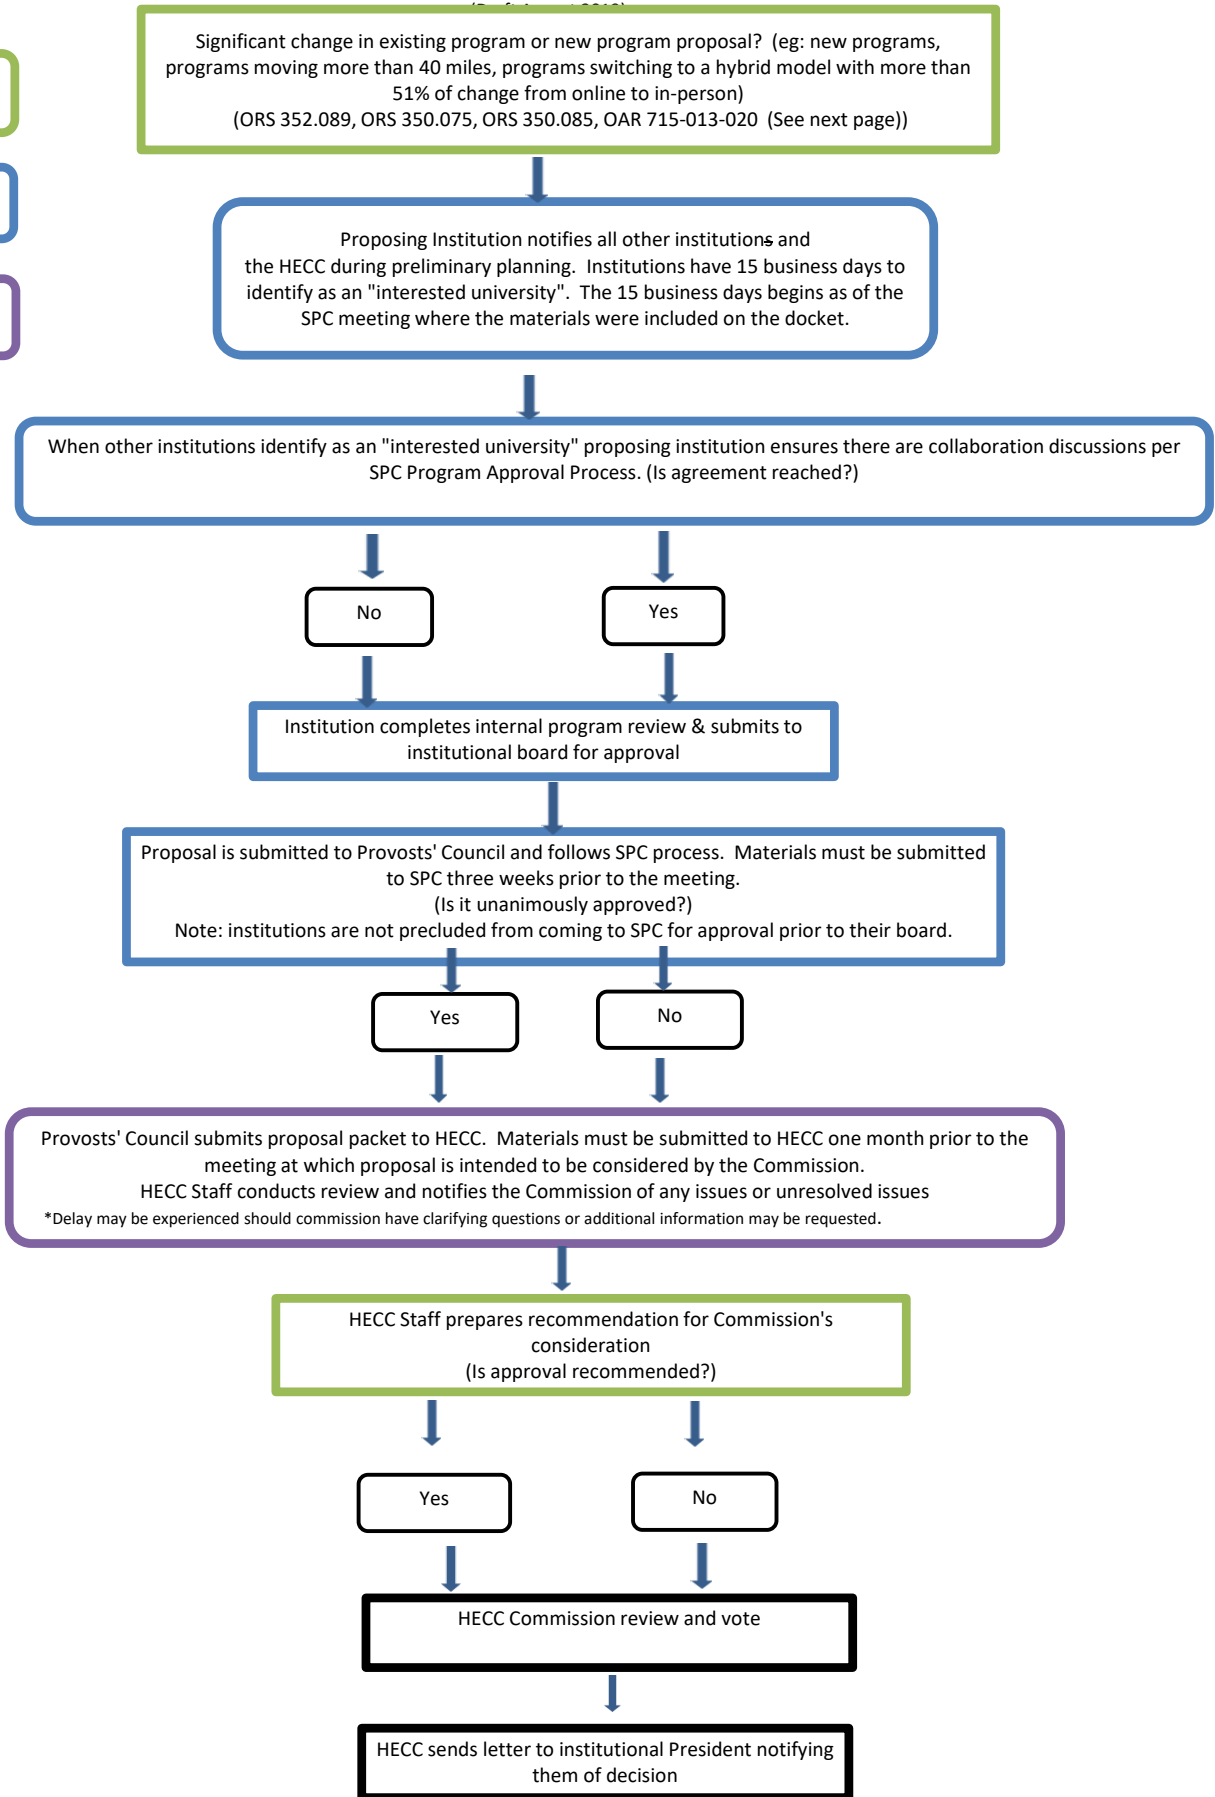 Significant change in existing program or new program proposal? (eg: new programs,
programs moving more than 40 miles, programs switching to a hybrid model with more than
51% of change from online to in-person)
(ORS 352.089, ORS 350.075, ORS 350.085, OAR 715-013-020 (See next page))
Proposing Institution notifies all other institutions and
the HECC during preliminary planning. Institutions have 15 business days to
identify as an "interested university". The 15 business days begins as of the
SPC meeting where the materials were included on the docket.
When other institutions identify as an "interested university" proposing institution ensures there are collaboration discussions per
SPC Program Approval Process. (Is agreement reached?)
No
Yes
Institution completes internal program review & submits to
institutional board for approval
Proposal is submitted to Provosts' Council and follows SPC process. Materials must be submitted
to SPC three weeks prior to the meeting.
(Is it unanimously approved?)
Note: institutions are not precluded from coming to SPC for approval prior to their board.
Yes
No
Provosts' Council submits proposal packet to HECC. Materials must be submitted to HECC one month prior to the
meeting at which proposal is intended to be considered by the Commission.
HECC Staff conducts review and notifies the Commission of any issues or unresolved issues
*Delay may be experienced should commission have clarifying questions or additional information may be requested.
HECC Staff prepares recommendation for Commission's
consideration
(Is approval recommended?)
Yes
No
HECC Commission review and vote
HECC sends letter to institutional President notifying
them of decision